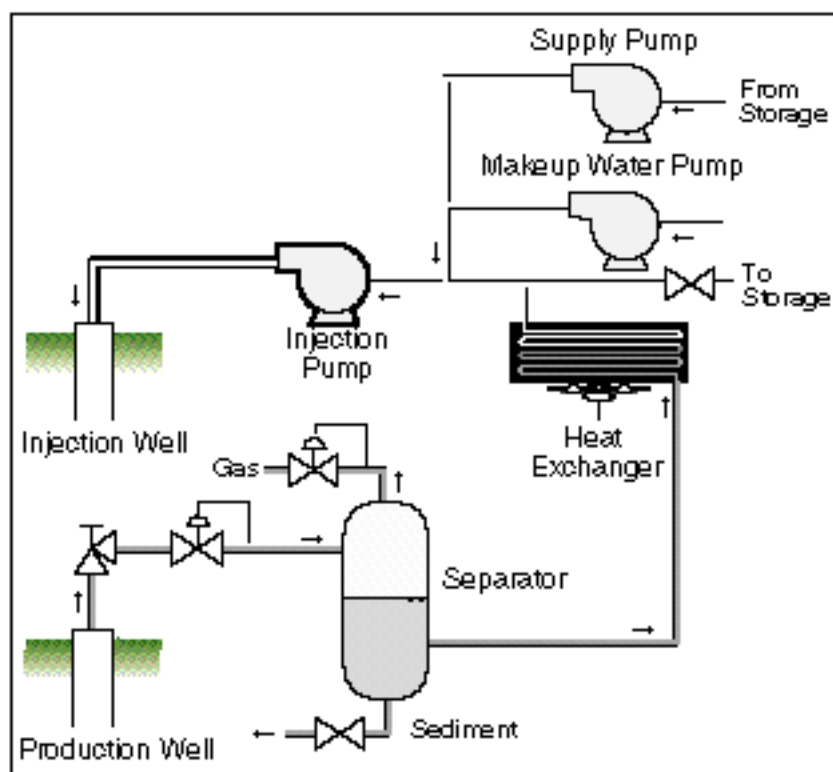 Supply Pump
From
Storage
Makeup Water Pump
To
Storage
Injection
Pump
Injection Well
Heat
Exchanger
Gas
Separator
Sediment
Production Well